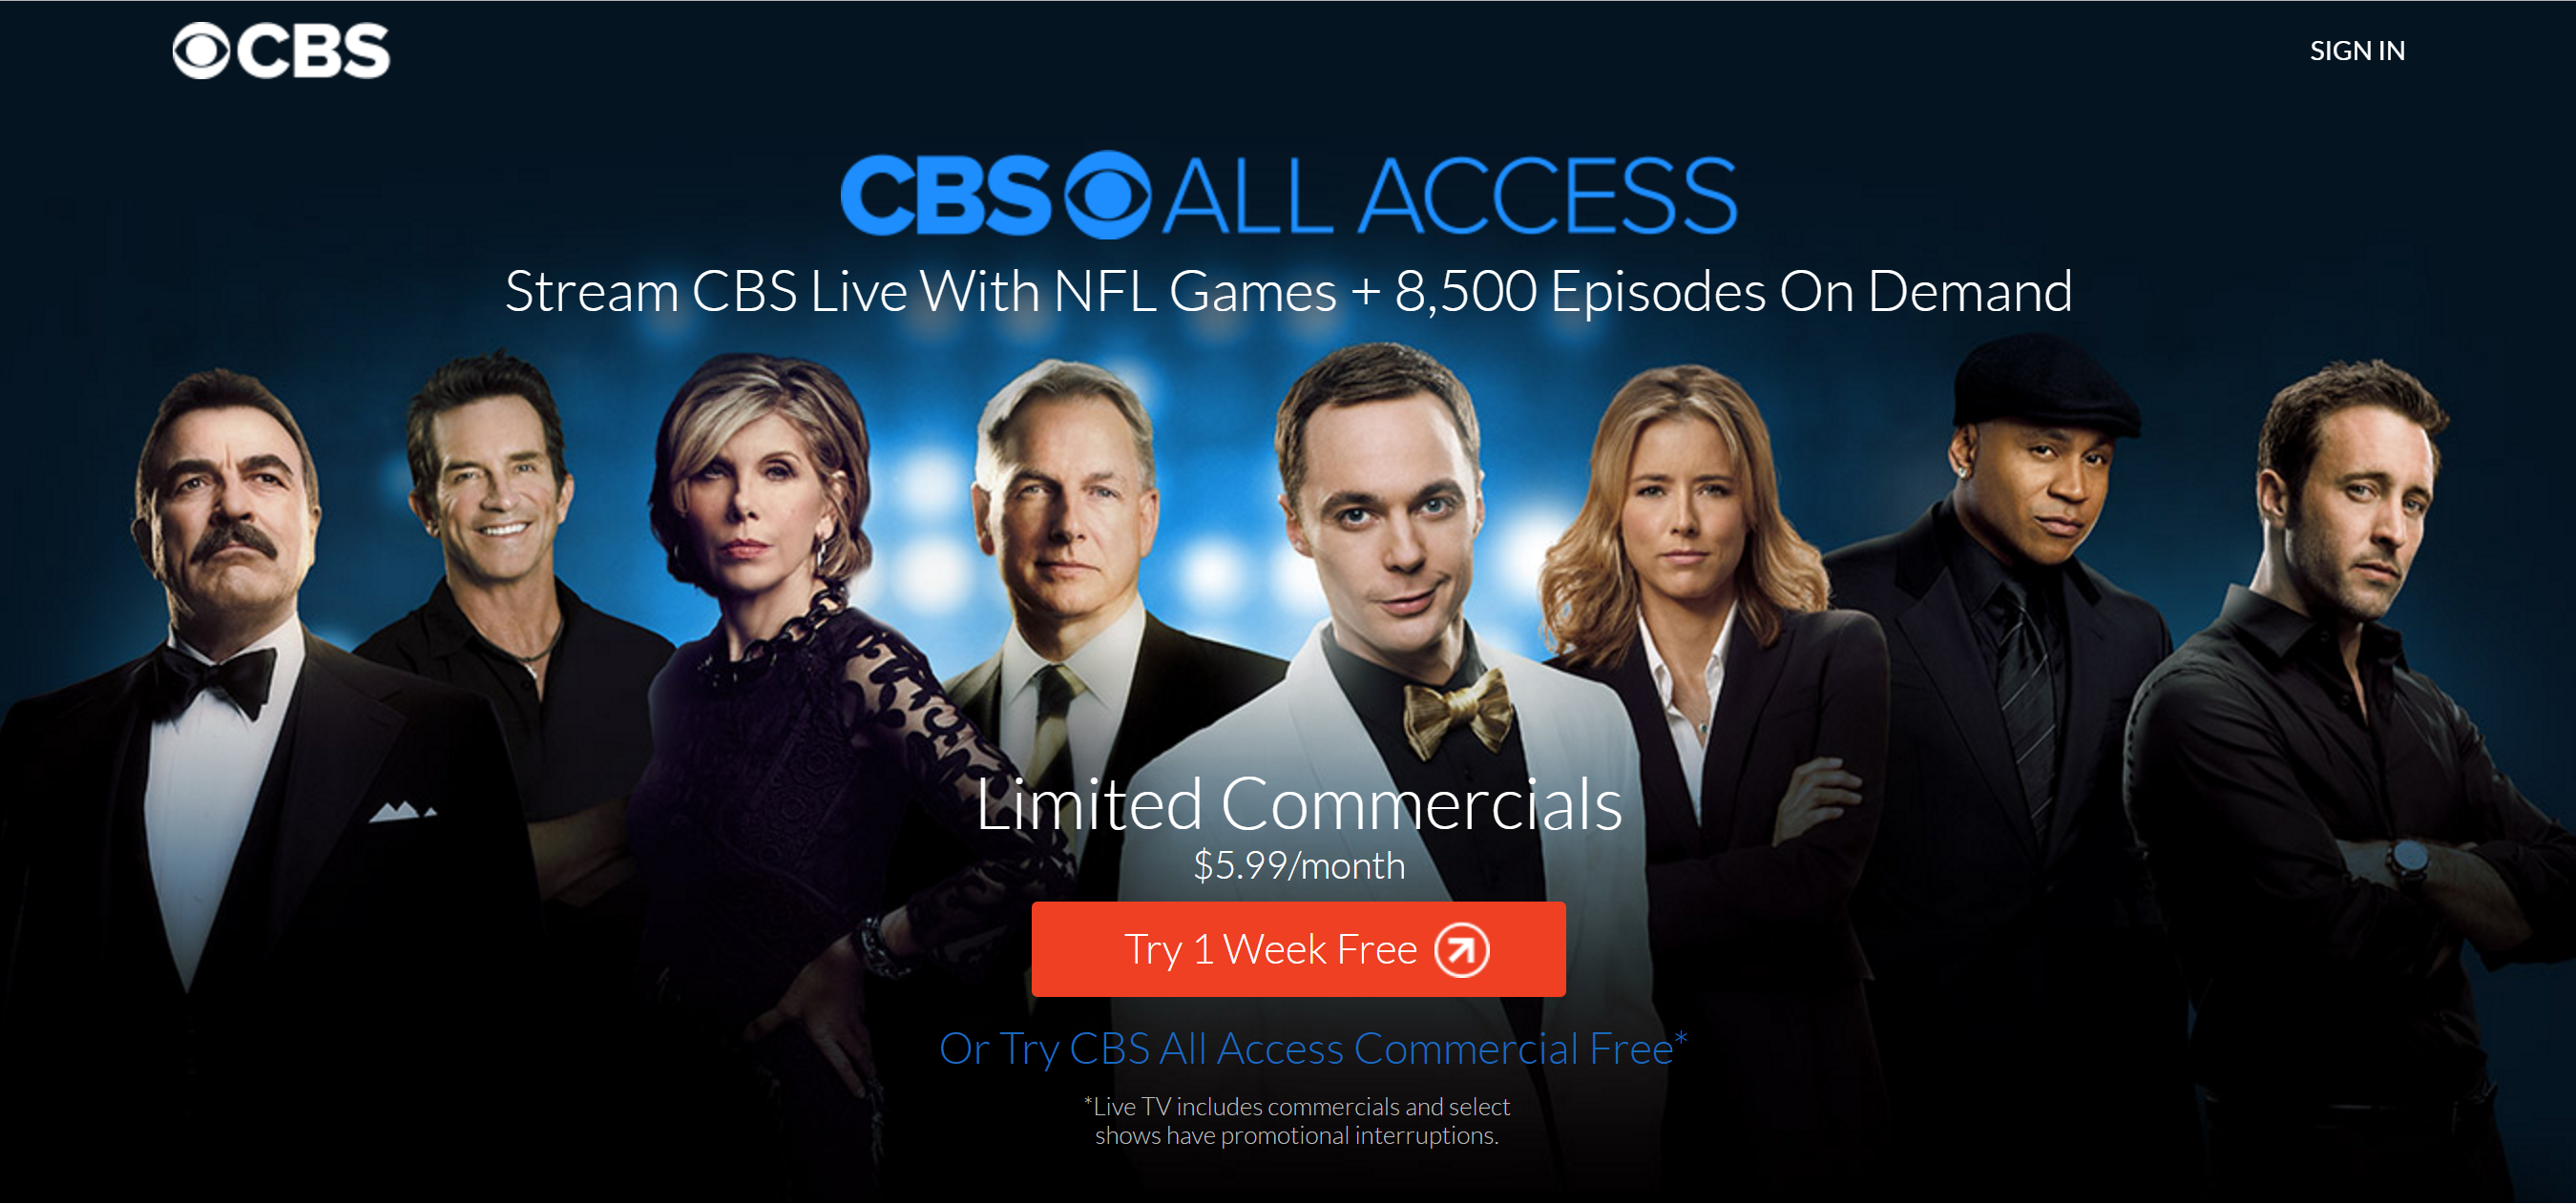 CBS
SIGN IN
CBS ALL ACCESS
Stream CBS Live With NFL Games + 8,500 Episodes On Demand
Limited Commercials
$5.99/month
Try 1 Week Free
Or Try CBS All Access Commercial Free*
*Live TV includes commercials and select
shows have promotional interruptions.